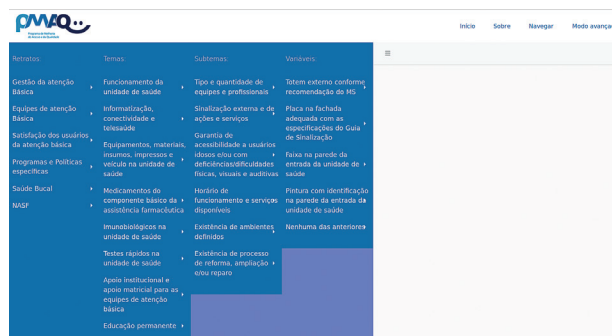 PMAQ
Programa de Melhoria
do Acesso e da Qualidade
Início
Sobre
Navegar
Modo avança
Retratos
Gestão da atenção
Básica
Equipes de atenção
Básica
Satisfação dos usuários
da atenção básica
Programas e Políticas
específicas
Saúde Bucal
NASF
Temas
Funcionamento da
unidade de saúde
Informatização,
conectividade e
telesaúde
Equipamentos, materiais,
insumos, impressos e
veículo na unidade de
saúde
Medicamentos do
componente básico da
assistência farmacêutica
Imunobiológicos na
unidade de saúde
Testes rápidos na
unidade de saúde
Apoio institucional e
apoio matricial para as
equipes de atenção
básica
Educação permanente
Subtemas
Tipo e quantidade de
equipes e profissionais
Sinalização externa e de
ações e serviços
Garantia de
acessibilidade a usuários
idosos e/ou com
deficiências/dificuldades
físicas, visuais e auditivas
Horário de
funcionamento e serviços
disponíveis
Existência de ambientes
definidos
Existência de processo
de reforma, ampliação
e/ou reparo
Variáveis
Totem externo conforme
recomendação do MS
Placa na fachada
adequada com as
especificações do Guia
de Sinalização
Faixa na parede da
entrada da unidade de
saúde
Pintura com identificação
na parede da entrada da
unidade de saúde
Nenhuma das anteriores